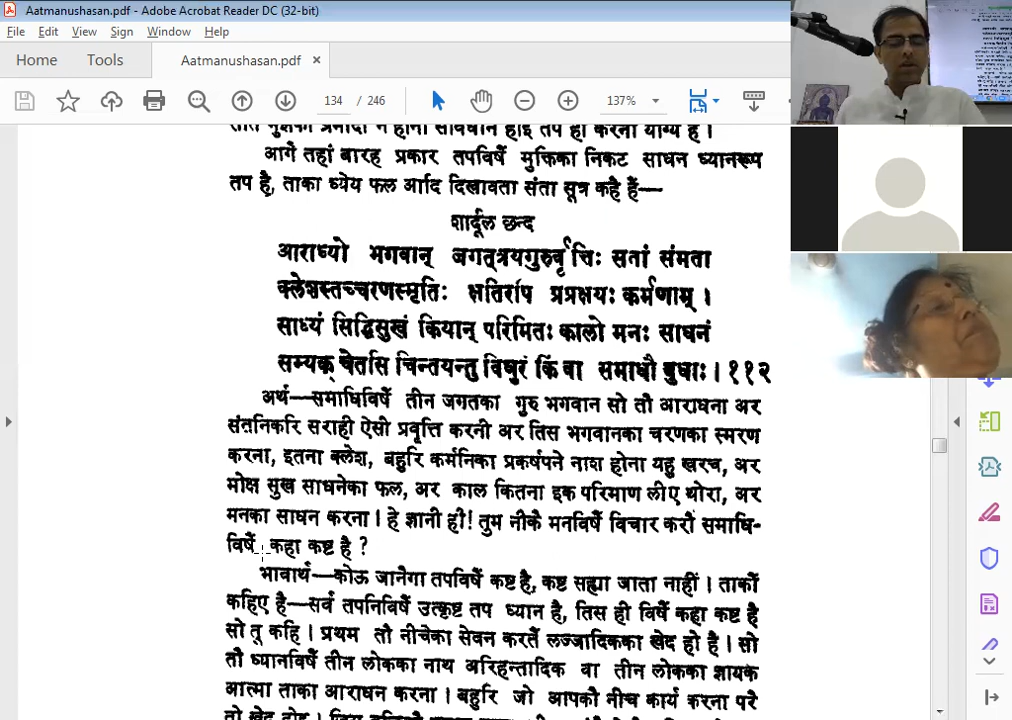 Aatmanushasan.pdf - Adobe Acrobat Reader DC (32-bit)
File Edit View Sign Window Help
Home Tools Aatmanushasan.pdf
134 / 246 137%
आगें तहां बारह प्रकार तपविषें मुक्तिका निकट साधन ध्यानरूप
तप है, ताका ध्येय फल आदि दिखावता संता सूत्र कहै हैं—
शार्दूल छन्द
आराध्यो भगवान् जगत्त्रयगुरुर्वृत्तिः सतां संमता
क्लेशस्तच्चरणस्मृतिः क्षतिरपि प्रप्रक्षयः कर्मणाम् ।
साध्यं सिद्धिसुखं कियान् परिमितः कालो मनः साधनं
सम्यक् चेतसि चिन्तयन्तु विधुरं किं वा समाधौ बुधाः । ११२
अर्थ—समाधिविषें तीन जगतका गुरु भगवान सो तौ आराधना अर
संतनिकरि सराही ऐसी प्रवृत्ति करनी अर तिस भगवानका चरणका स्मरण
करना, इतना क्लेश, बहुरि कर्मनिका प्रकर्षपने नाश होना यहु खरच, अर
मोक्ष सुख साधनेका फल, अर काल कितना इक परिमाण लीए थोरा, अर
मनका साधन करना । हे ज्ञानी हौ! तुम नीकै मनविषें विचार करौ समाधि-
विषें कहा कष्ट है ?
भावार्थ—कोऊ जानैगा तपविषें कष्ट है, कष्ट सह्या जाता नाहीं । ताकौं
कहिए है—सर्व तपनिविषें उत्कृष्ट तप ध्यान है, तिस ही विषें कहा कष्ट है
सो तू कहि । प्रथम तौ नीचेका सेवन करतें लज्जादिकका खेद हो है । सो
तौ ध्यानविषें तीन लोकका नाथ अरिहन्तादिक वा तीन लोकका ज्ञायक
आत्मा ताका आराधन करना । बहुरि जो आपकौ नीच कार्य करना परै